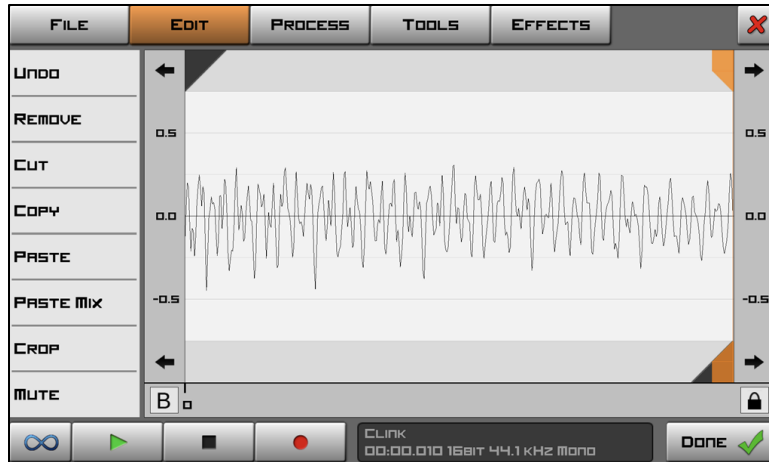 File Edit Process Tools Effects
Undo
Remove
Cut
Copy
Paste
Paste Mix
Crop
Mute
0.5 0.5
0.0 0.0
-0.5 -0.5
B 0
Clink
00:00.010 16bit 44.1 kHz Mono
Done